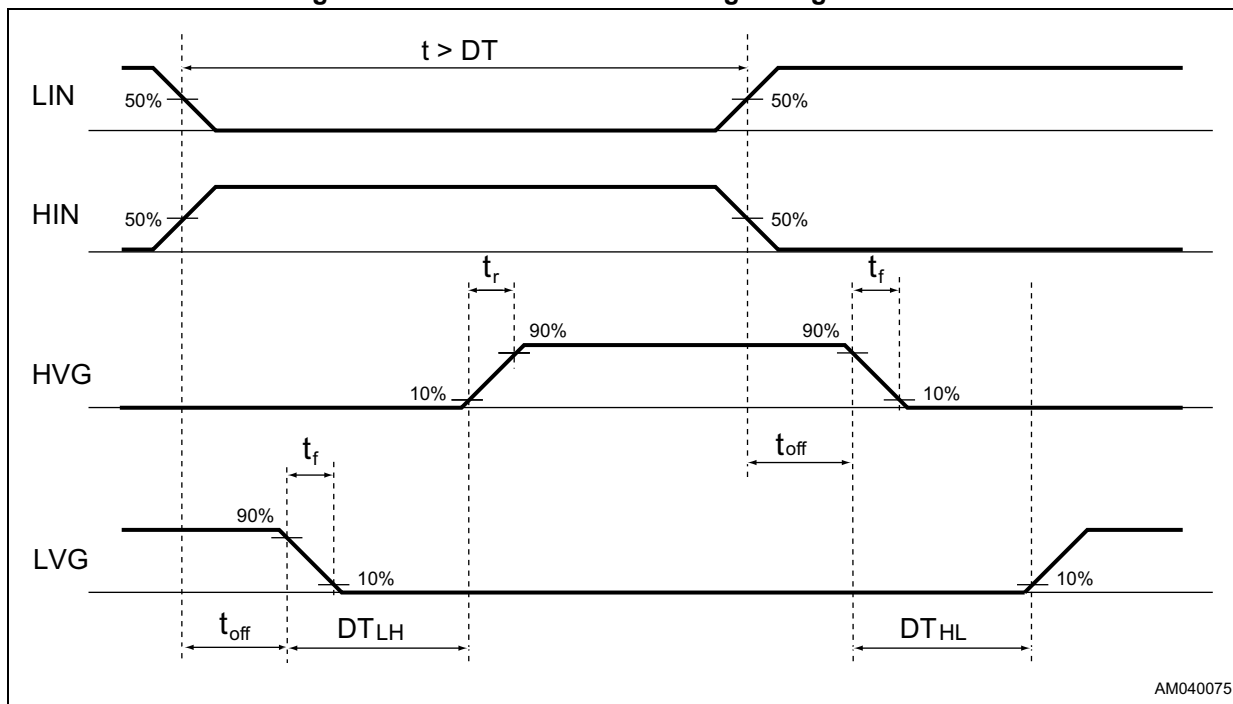 t > DT
LIN
50%
50%
HIN
50%
50%
tr
tf
90%
90%
HVG
10%
10%
tf
toff
90%
LVG
10%
10%
toff
DTLH
DTHL
AM040075